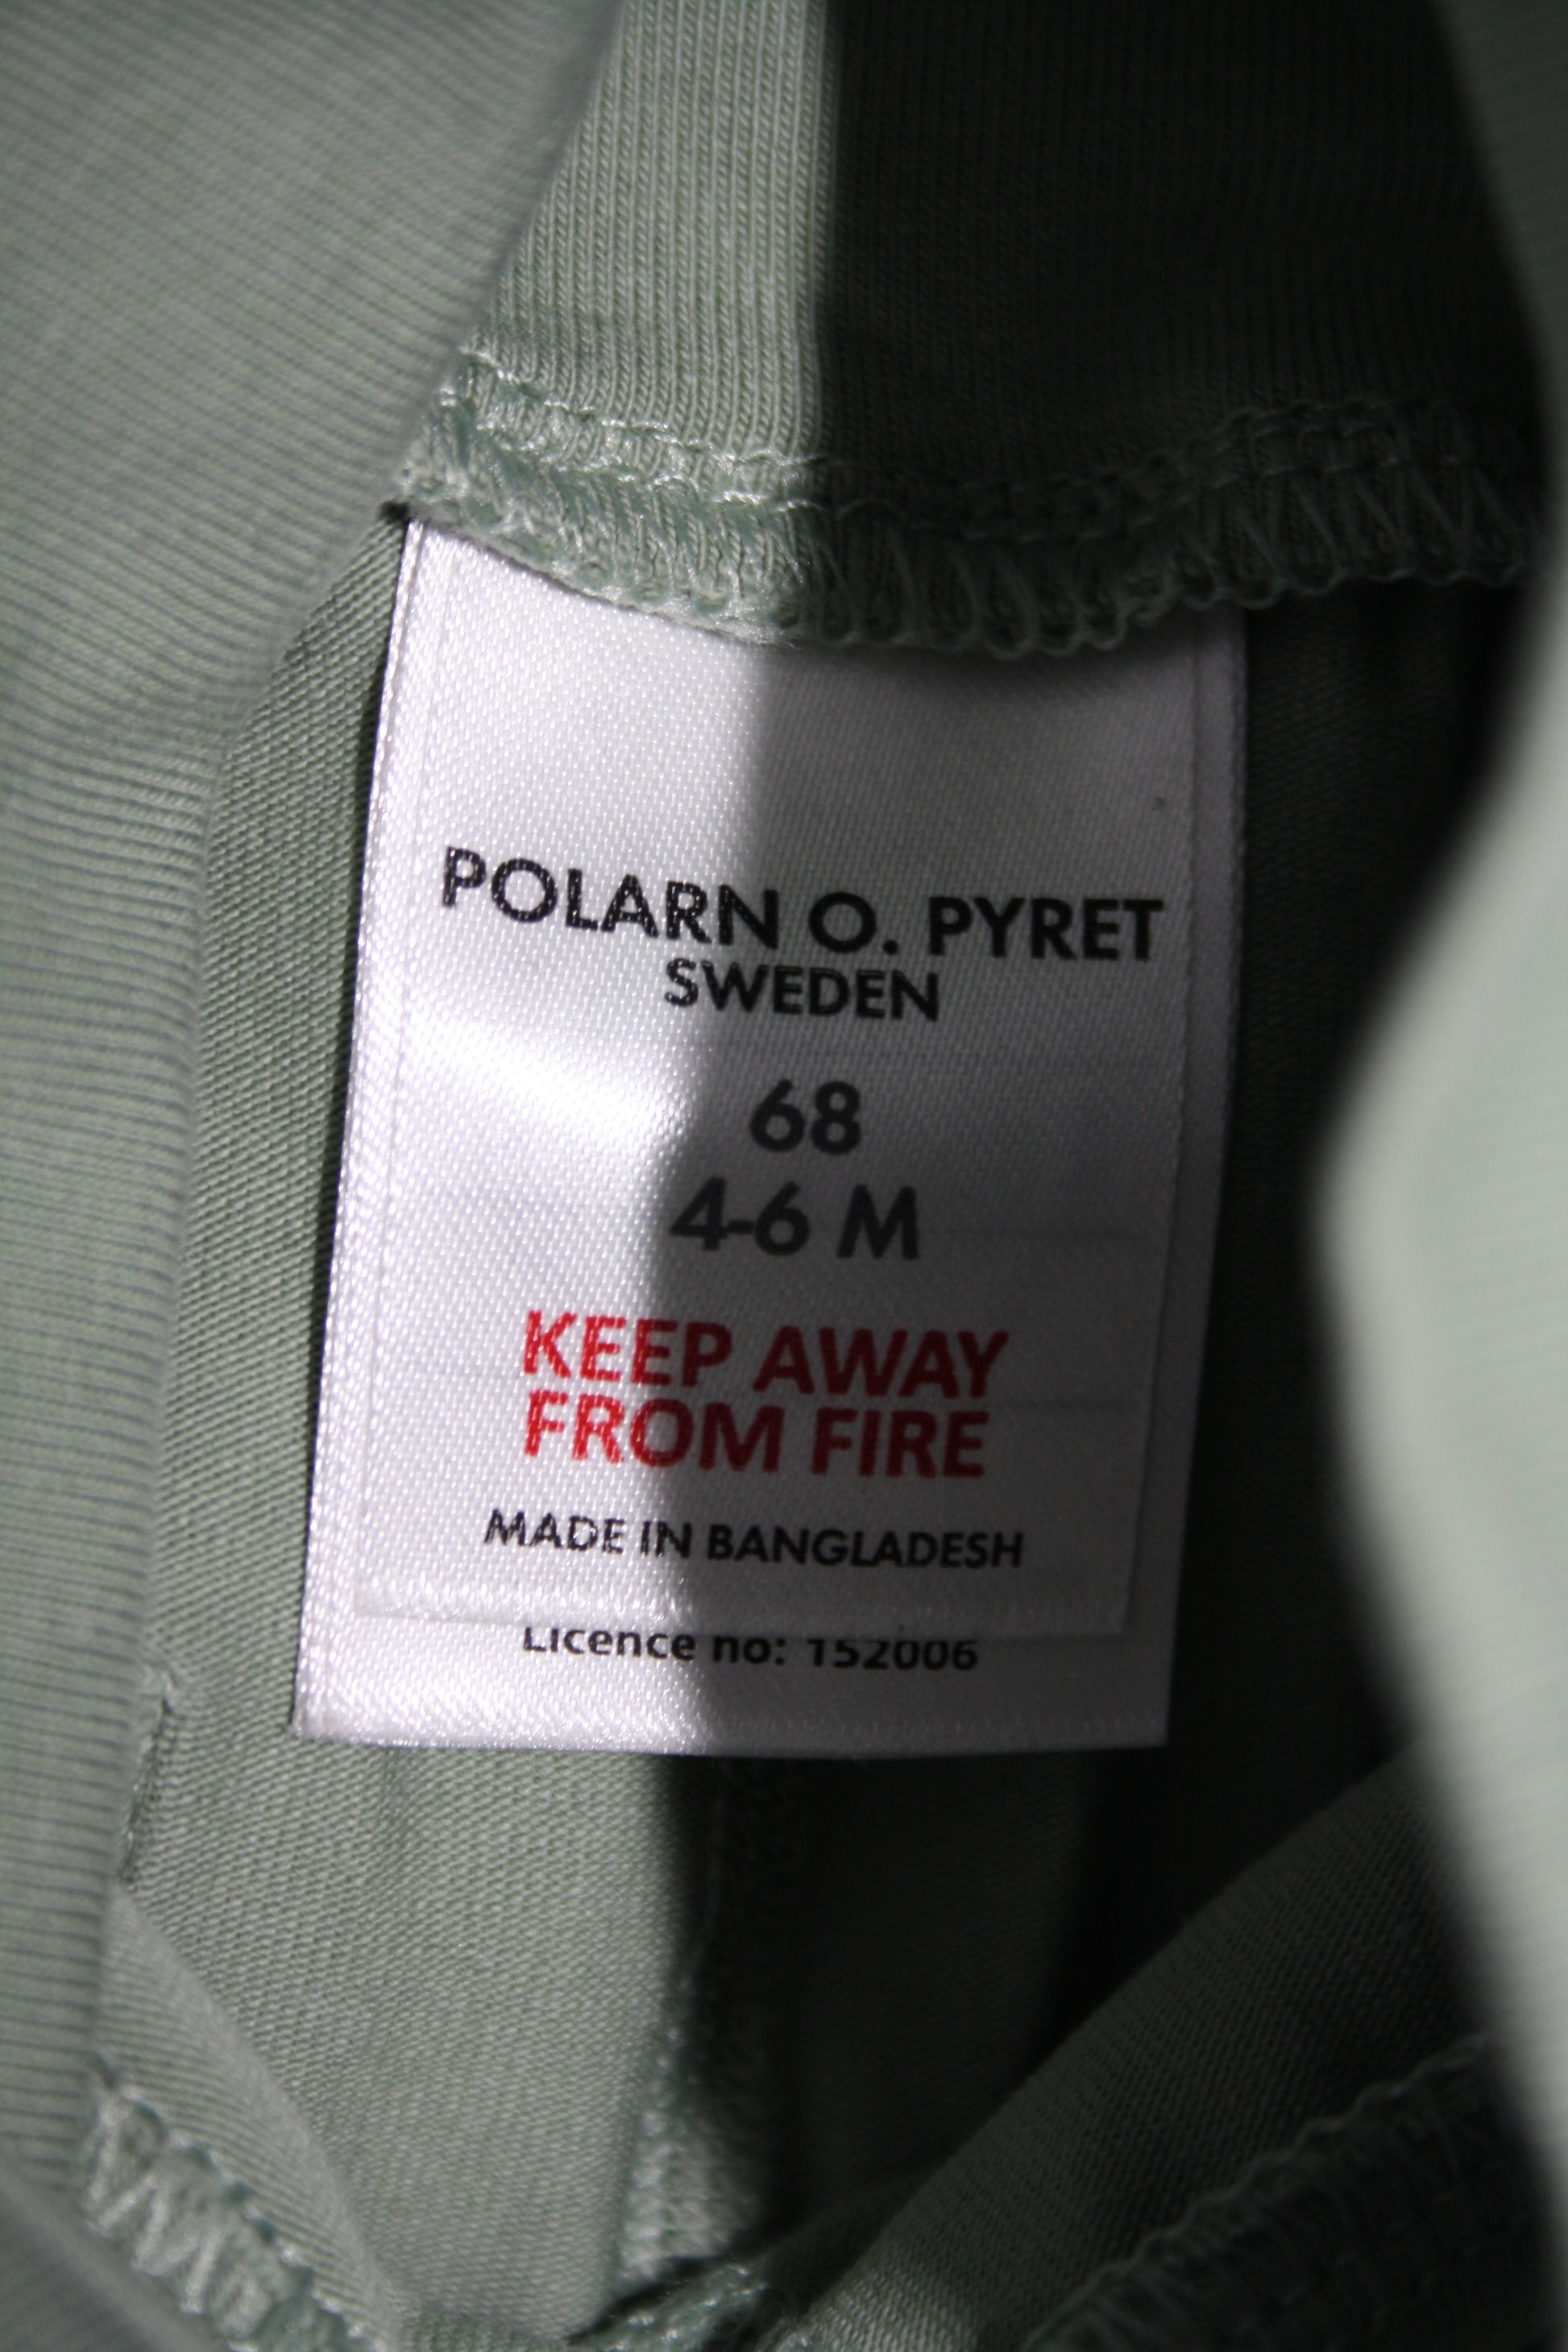 POLARN O. PYRET
SWEDEN
68
4-6 M
KEEP AWAY
FROM FIRE
MADE IN BANGLADESH
Licence no: 152006